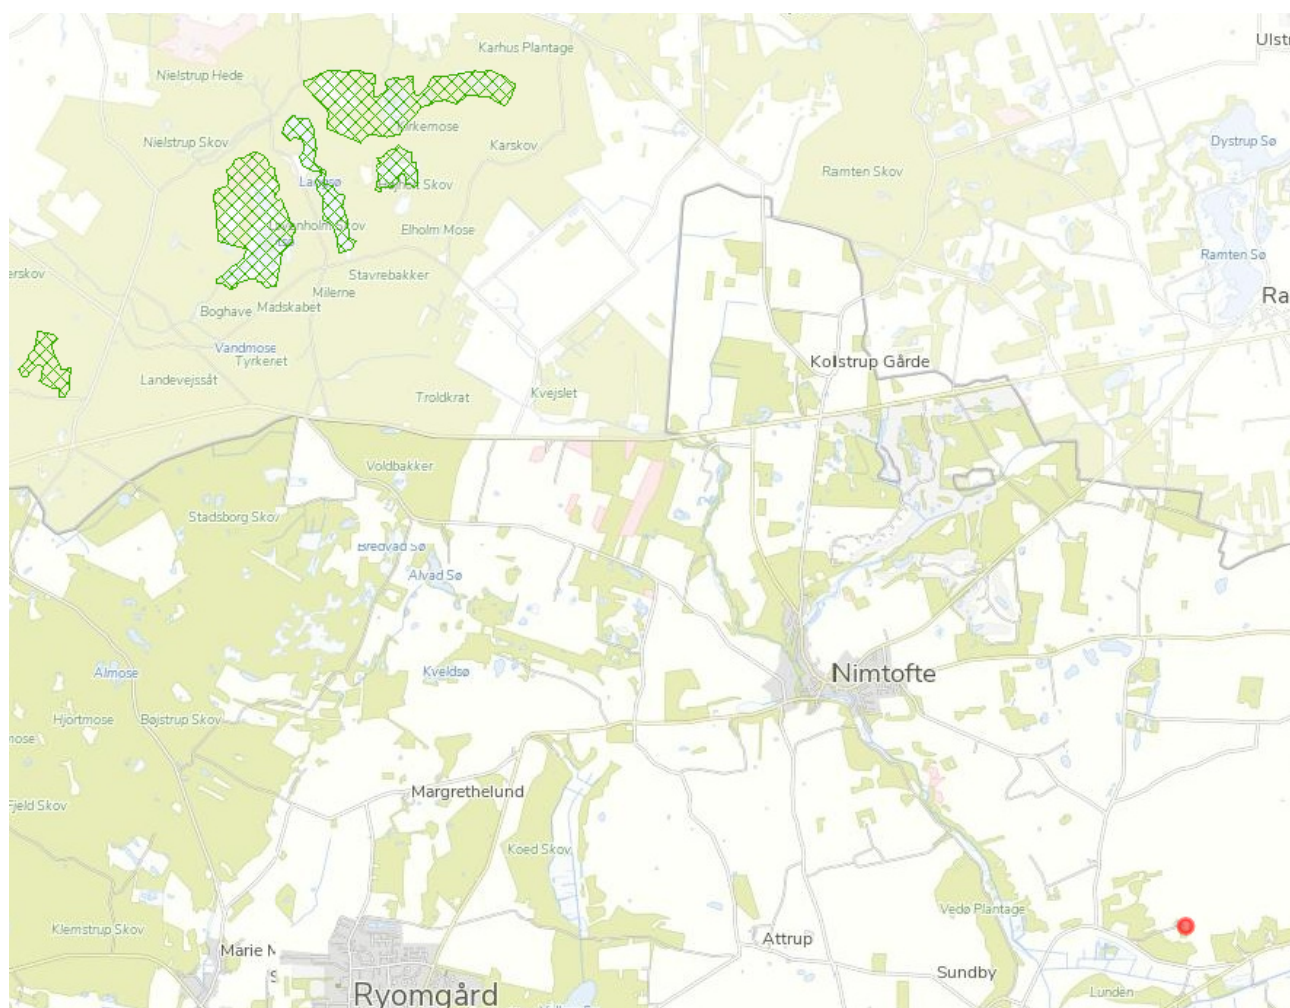 Karhus Plantage
Ulst
Nielstrup Hede
Kirkemose
Nielstrup Skov
Karskov
Dystrup Sø
Ramten Skov
Skov
Elholm Mose
Ramten Sø
erskov
Stavrebakker
Milerne
Ra
Boghave
Madskabet
Vandmose
Tyrkeret
Kolstrup Gårde
Landevejssåt
Troldkrat
Kvejslet
Voldbakker
Stadsborg Skov
Bredvad Sø
Alvad Sø
Almose
Kveldsø
Nimtofte
Hjortmose
Bøjstrup Skov
mose
Margrethelund
Fjeld Skov
Koed Skov
Vedø Plantage
Klemstrup Skov
Attrup
Marie
Sundby
Ryomgård
Lunden